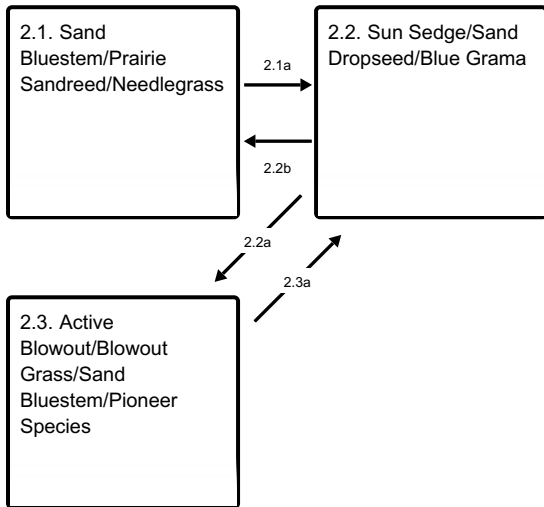 2.1. Sand
Bluestem/Prairie
Sandreed/Needlegrass
2.1a
2.2. Sun Sedge/Sand
Dropseed/Blue Grama
2.2b
2.2a
2.3a
2.3. Active
Blowout/Blowout
Grass/Sand
Bluestem/Pioneer
Species